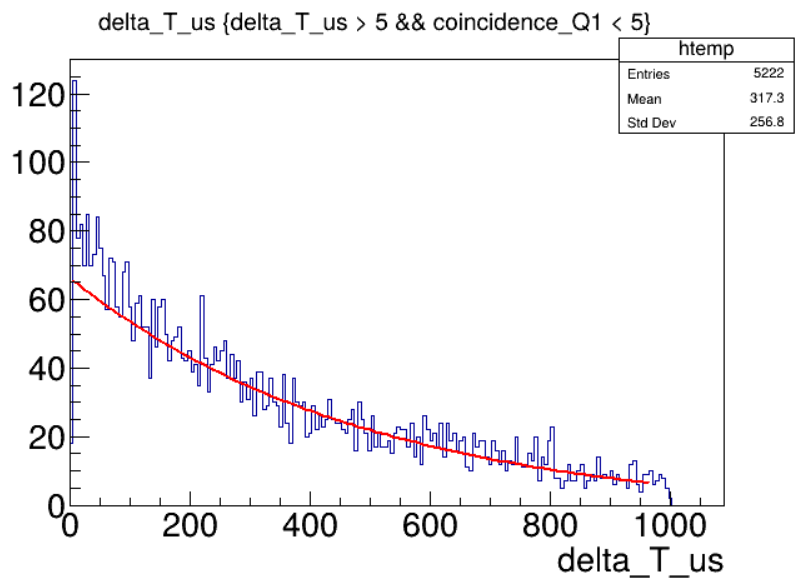 delta_T_us {delta_T_us > 5 && coincidence_Q1 < 5}
htemp
Entries 5222
Mean 317.3
Std Dev 256.8
120
100
80
60
40
20
0
0 200 400 600 800 1000
delta_T_us